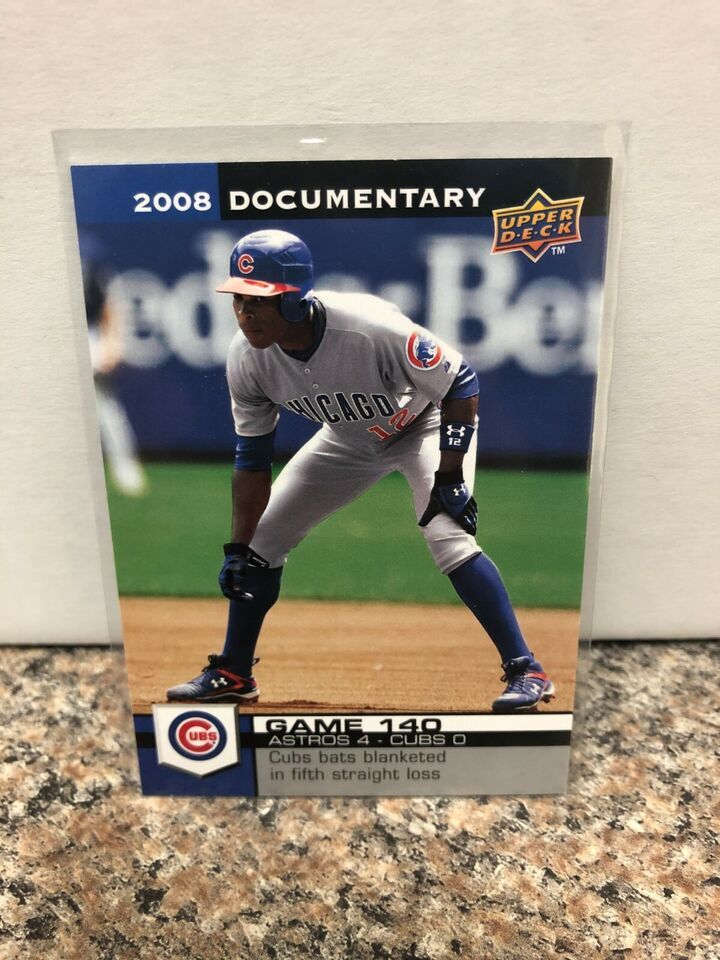 2008 DOCUMENTARY
UPPER
D·E·C·K
TM
C
CHICAGO
12
12
CUBS
GAME 140
ASTROS 4 - CUBS 0
Cubs bats blanketed
in fifth straight loss